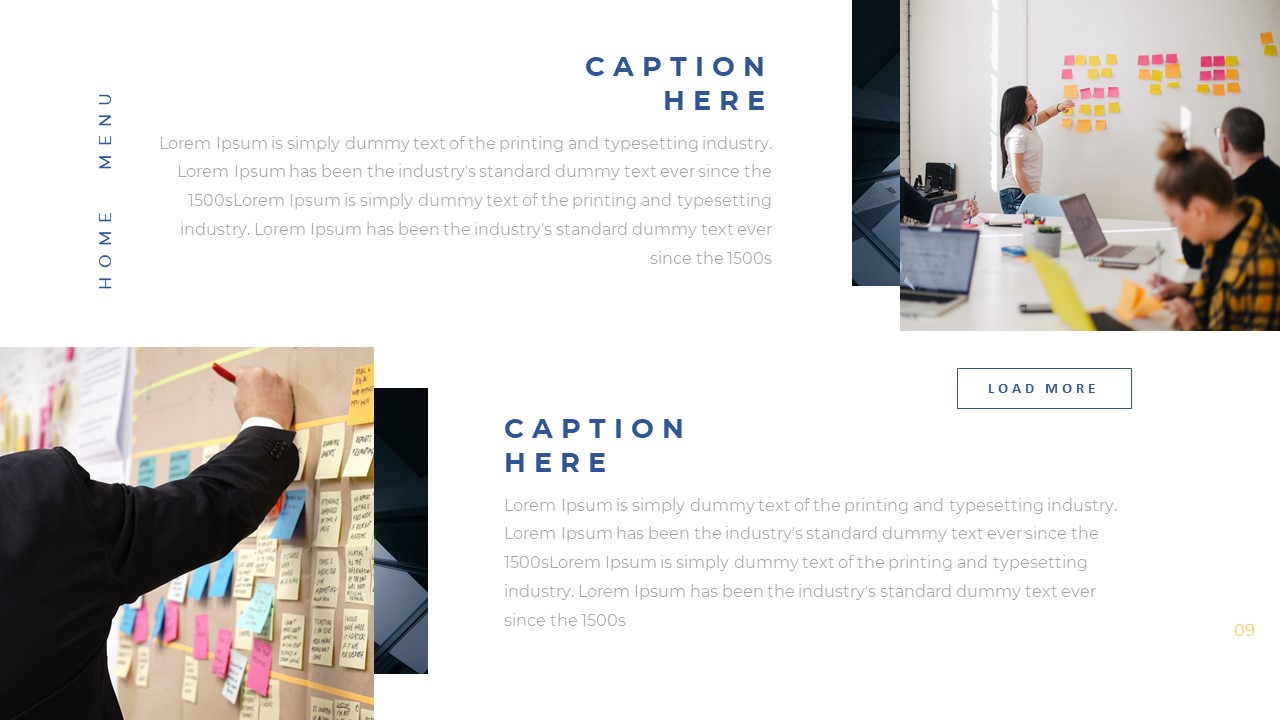 CAPTION
HERE
Lorem Ipsum is simply dummy text of the printing and typesetting industry.
Lorem Ipsum has been the industry's standard dummy text ever since the
1500sLorem Ipsum is simply dummy text of the printing and typesetting
industry. Lorem Ipsum has been the industry's standard dummy text ever
since the 1500s
HOME MENU
LOAD MORE
CAPTION
HERE
Lorem Ipsum is simply dummy text of the printing and typesetting industry.
Lorem Ipsum has been the industry's standard dummy text ever since the
1500sLorem Ipsum is simply dummy text of the printing and typesetting
industry. Lorem Ipsum has been the industry's standard dummy text ever
since the 1500s
09